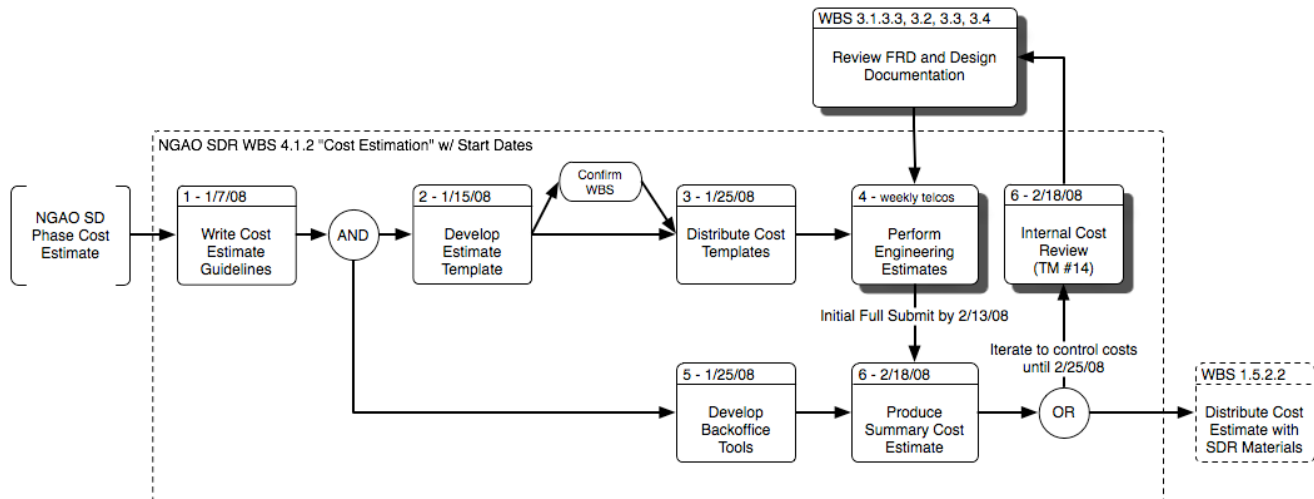 WBS 3.1.3.3, 3.2, 3.3, 3.4
Review FRD and Design
Documentation
NGAO SDR WBS 4.1.2 "Cost Estimation" w/ Start Dates
NGAO SD
Phase Cost
Estimate
1 - 1/7/08
Write Cost
Estimate
Guidelines
AND
2 - 1/15/08
Develop
Estimate
Template
Confirm
WBS
3 - 1/25/08
Distribute Cost
Templates
4 - weekly telcos
Perform
Engineering
Estimates
6 - 2/18/08
Internal Cost
Review
(TM #14)
Initial Full Submit by 2/13/08
Iterate to control costs
until 2/25/08
5 - 1/25/08
Develop
Backoffice
Tools
6 - 2/18/08
Produce
Summary Cost
Estimate
OR
WBS 1.5.2.2
Distribute Cost
Estimate with
SDR Materials